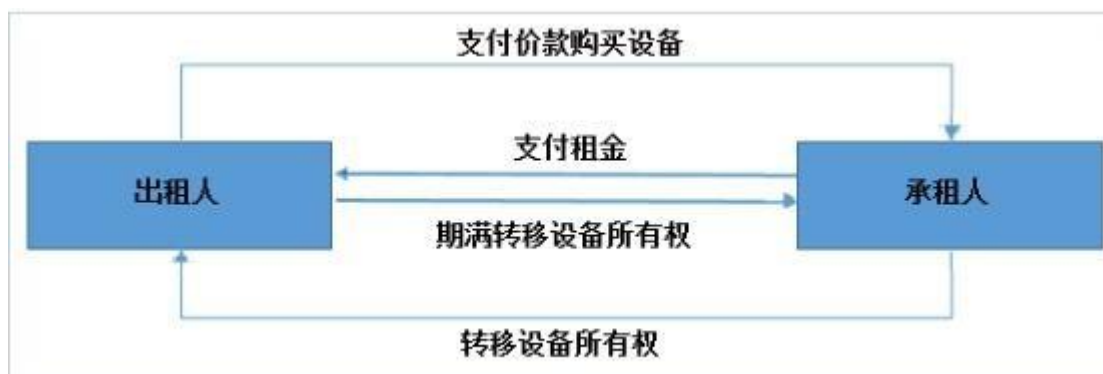 支付价款购买设备
支付租金
出租人
承租人
期满转移设备所有权
转移设备所有权